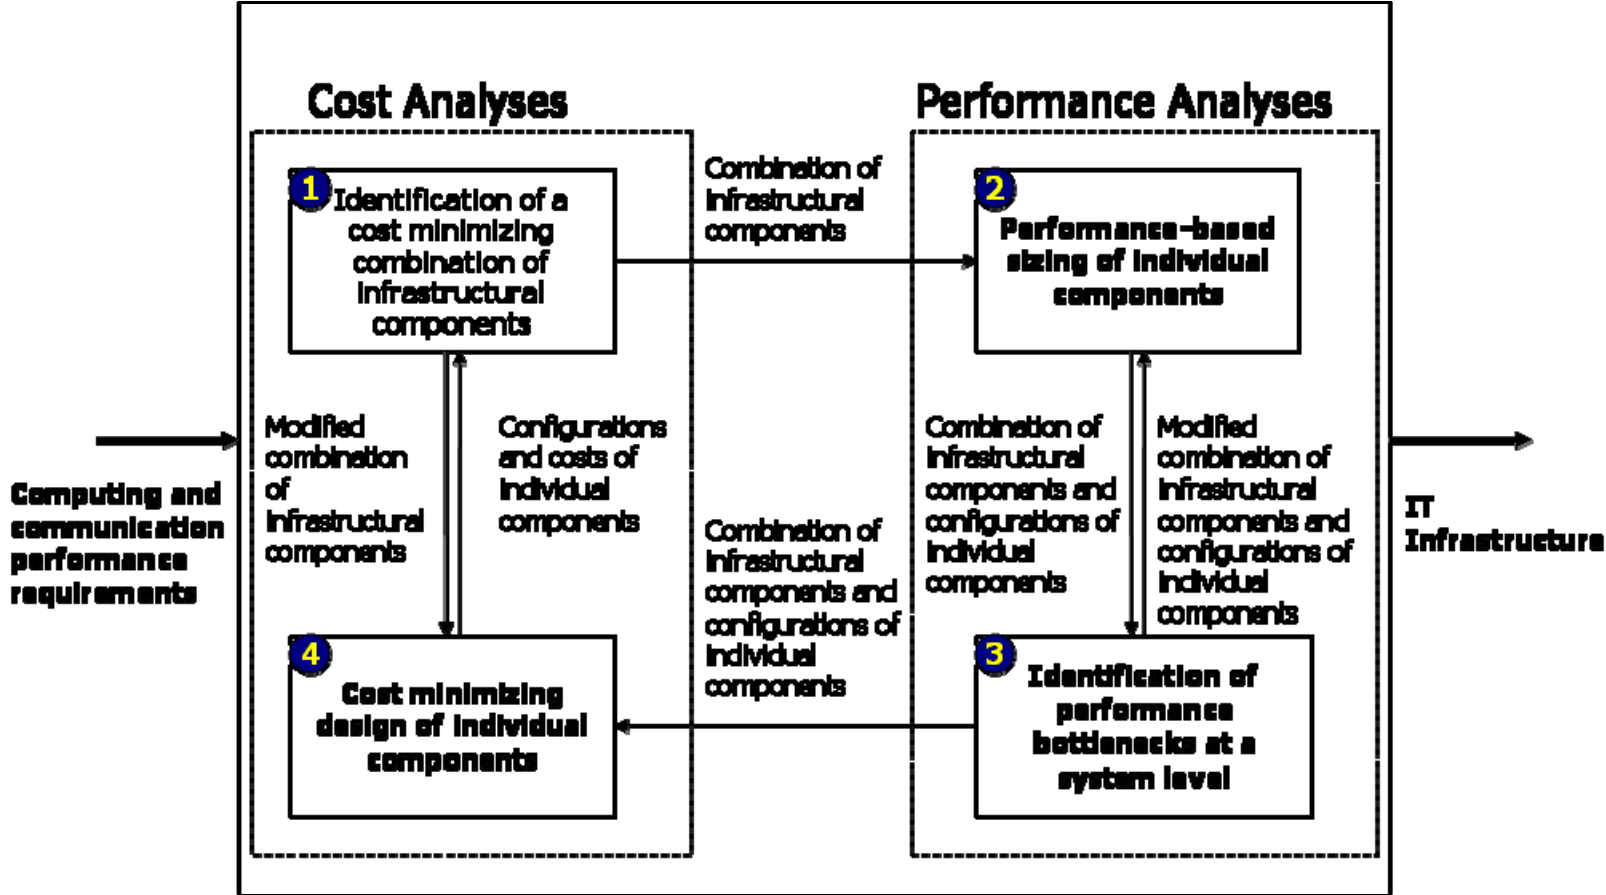 Cost Analyses
Performance Analyses
1
Identification of a
cost minimizing
combination of
infrastructural
components
Combination of
infrastructural
components
2
Performance-based
sizing of individual
components
Computing and
communication
performance
requirements
Modified
combination
of
infrastructural
components
Configurations
and costs of
individual
components
Combination of
infrastructural
components and
configurations of
individual
components
Combination of
infrastructural
components and
configurations of
individual
components
Modified
combination of
infrastructural
components and
configurations of
individual
components
IT
Infrastructure
4
Cost minimizing
design of individual
components
3
Identification of
performance
bottlenecks at a
system level